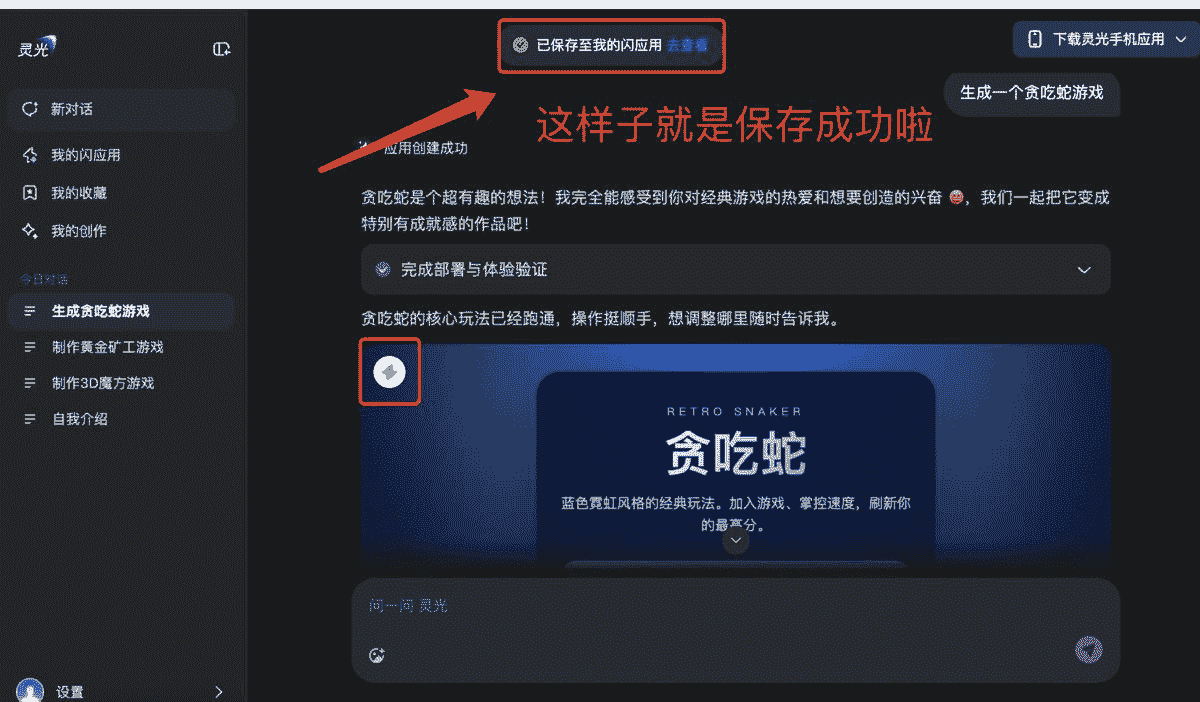 灵光
新对话
我的闪应用
我的收藏
我的创作
今日对话
生成贪吃蛇游戏
制作黄金矿工游戏
制作3D魔方游戏
自我介绍
设置
已保存至我的闪应用 去查看
下载灵光手机应用
生成一个贪吃蛇游戏
这样子就是保存成功啦
应用创建成功
贪吃蛇是个超有趣的想法！我完全能感受到你对经典游戏的热爱和想要创造的兴奋，我们一起把它变成
特别有成就感的作品吧！
完成部署与体验验证
贪吃蛇的核心玩法已经跑通，操作挺顺手，想调整哪里随时告诉我。
RETRO SNAKER
贪吃蛇
蓝色霓虹风格的经典玩法。加入游戏、掌控速度，刷新你
的最高分。
问一问 灵光